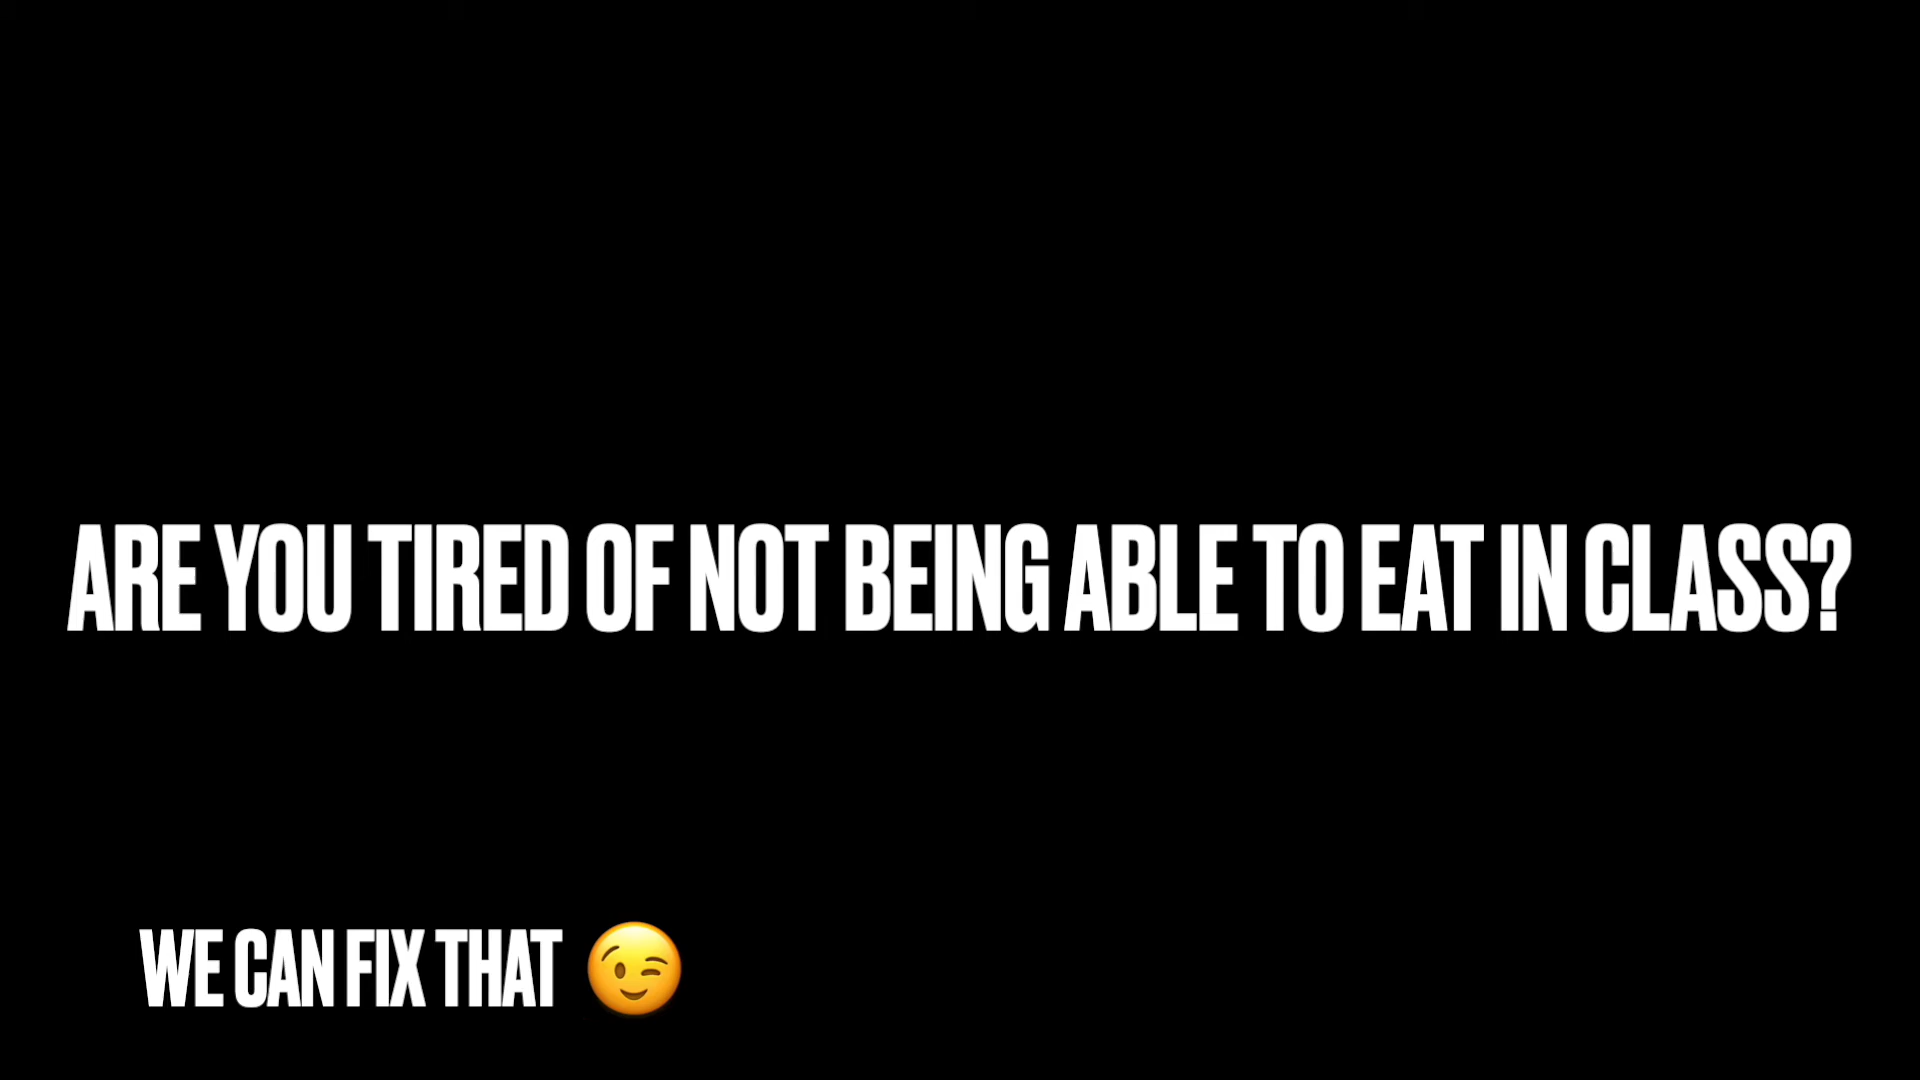 ARE YOU TIRED OF NOT BEING ABLE TO EAT IN CLASS?
WE CAN FIX THAT 😉